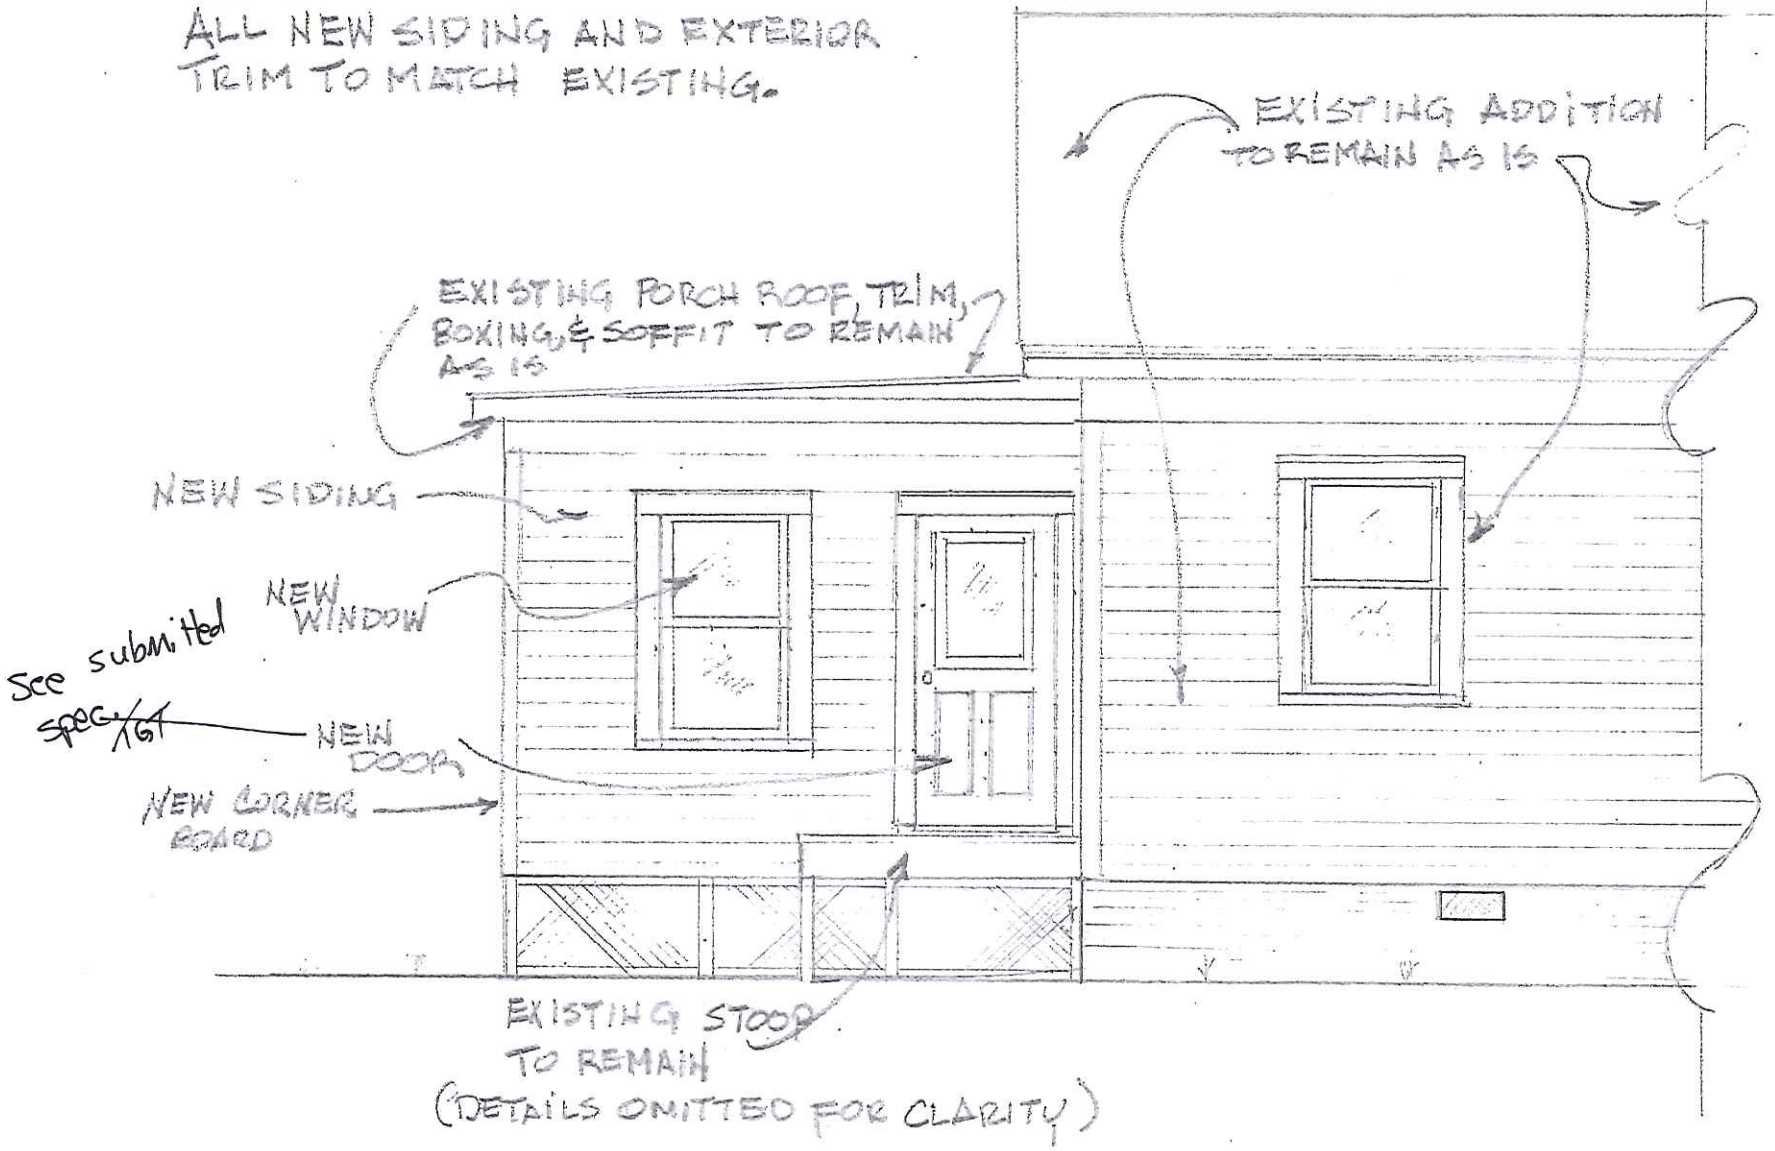 ALL NEW SIDING AND EXTERIOR
TRIM TO MATCH EXISTING.
EXISTING ADDITION
TO REMAIN AS IS
EXISTING PORCH ROOF, TRIM,
BOXING, & SOFFIT TO REMAIN
AS IS
NEW SIDING
NEW
WINDOW
See submitted
spec.
NEW
DOOR
NEW CORNER
BOARD
EXISTING STOOP
TO REMAIN
(DETAILS OMITTED FOR CLARITY)